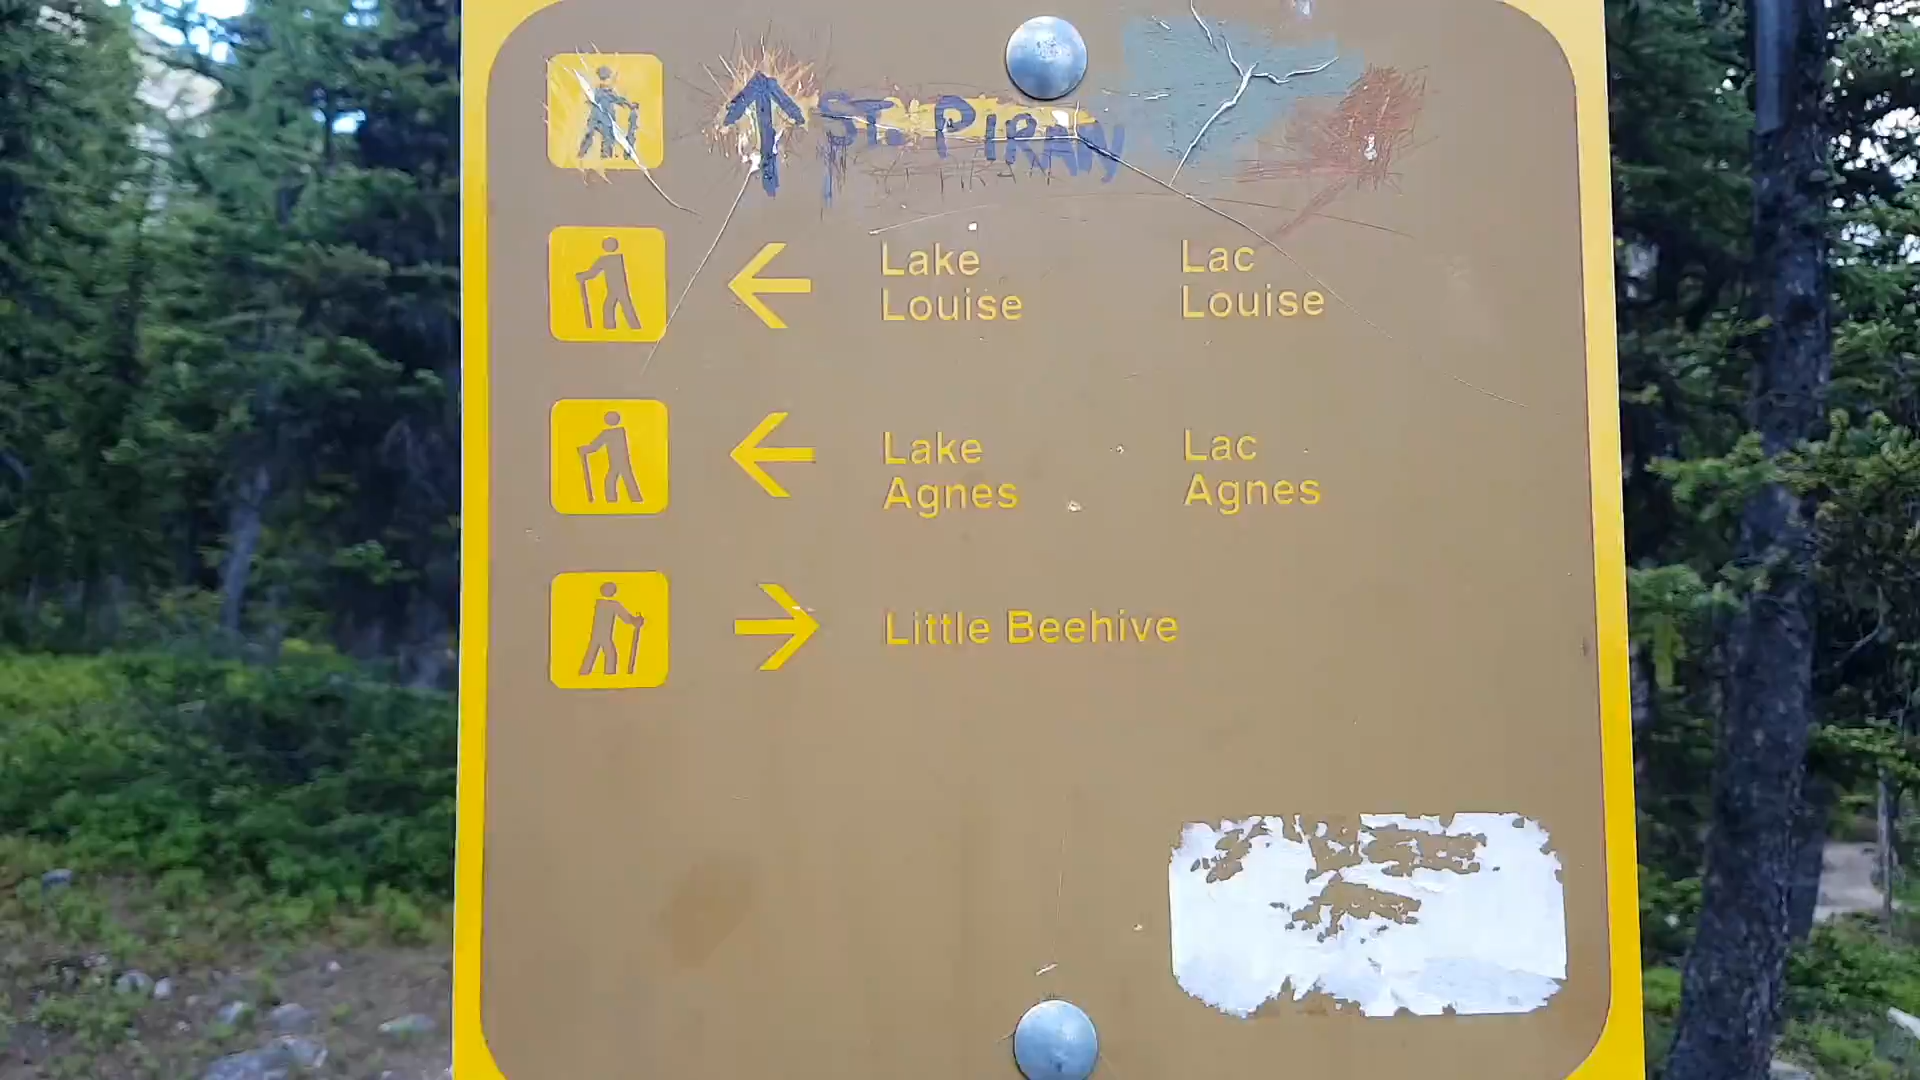 ↑ ST. PIRAN
← Lake Lac
Louise Louise
← Lake Lac
Agnes Agnes
→ Little Beehive